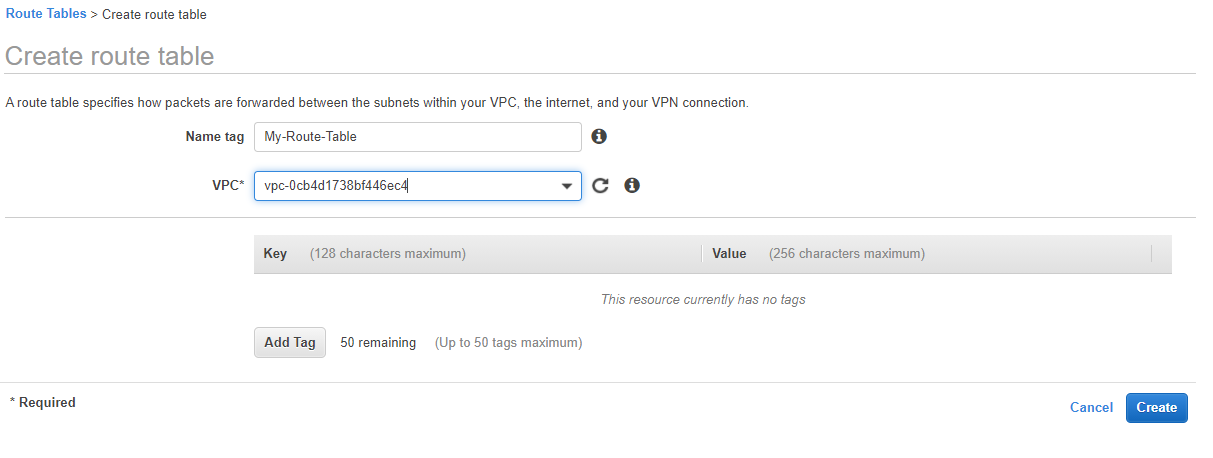 Route Tables > Create route table
Create route table
A route table specifies how packets are forwarded between the subnets within your VPC, the internet, and your VPN connection.
Name tag My-Route-Table
VPC* vpc-0cb4d1738bf446ec4
Key (128 characters maximum) Value (256 characters maximum)
This resource currently has no tags
Add Tag 50 remaining (Up to 50 tags maximum)
* Required
Cancel Create